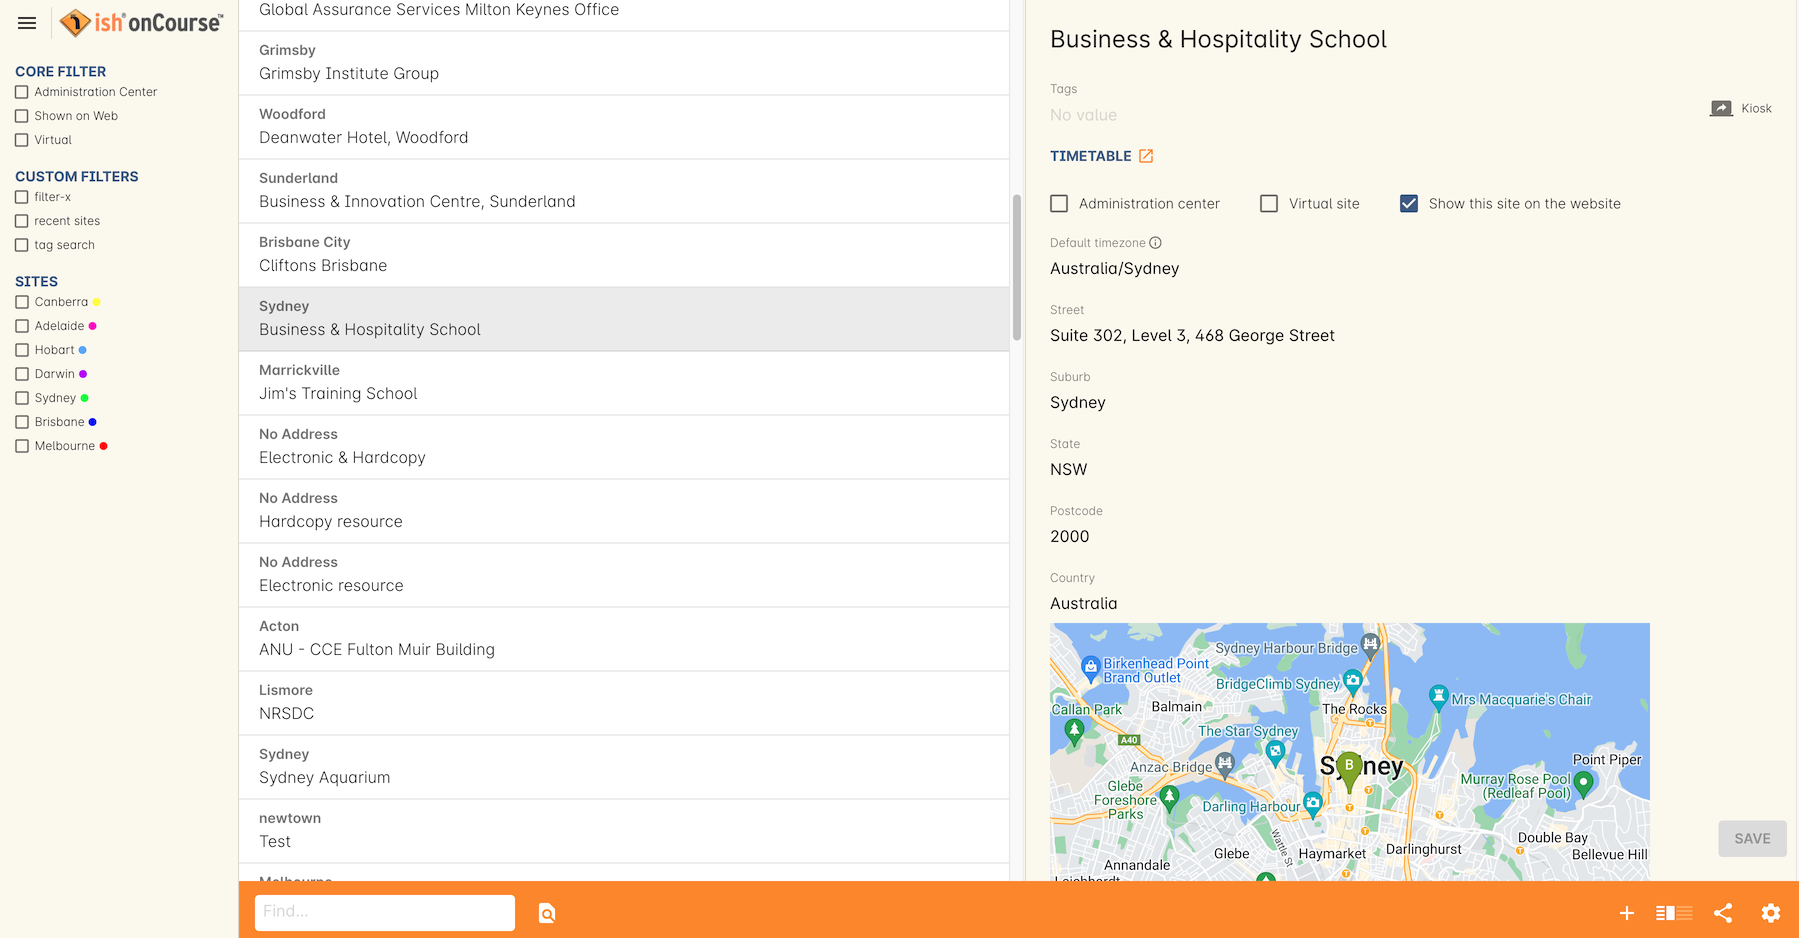 ish onCourse™
CORE FILTER
Administration Center
Shown on Web
Virtual
CUSTOM FILTERS
filter-x
recent sites
tag search
SITES
Canberra
Adelaide
Hobart
Darwin
Sydney
Brisbane
Melbourne
Global Assurance Services Milton Keynes Office
Grimsby
Grimsby Institute Group
Woodford
Deanwater Hotel, Woodford
Sunderland
Business & Innovation Centre, Sunderland
Brisbane City
Cliftons Brisbane
Sydney
Business & Hospitality School
Marrickville
Jim's Training School
No Address
Electronic & Hardcopy
No Address
Hardcopy resource
No Address
Electronic resource
Acton
ANU - CCE Fulton Muir Building
Lismore
NRSDC
Sydney
Sydney Aquarium
newtown
Test
Melbourne
Find...
Business & Hospitality School
Tags
No value
Kiosk
TIMETABLE
Administration center
Virtual site
Show this site on the website
Default timezone
Australia/Sydney
Street
Suite 302, Level 3, 468 George Street
Suburb
Sydney
State
NSW
Postcode
2000
Country
Australia
Sydney Harbour Bridge
Birkenhead Point
Brand Outlet
BridgeClimb Sydney
Mrs Macquarie's Chair
Callan Park
Balmain
The Rocks
The Star Sydney
A40
Anzac Bridge
Sydney
B
Point Piper
Murray Rose Pool
(Redleaf Pool)
Glebe
Foreshore
Parks
Darling Harbour
Wattle St
Double Bay
Bellevue Hill
Glebe
Haymarket
Darlinghurst
Annandale
Leichhardt
SAVE